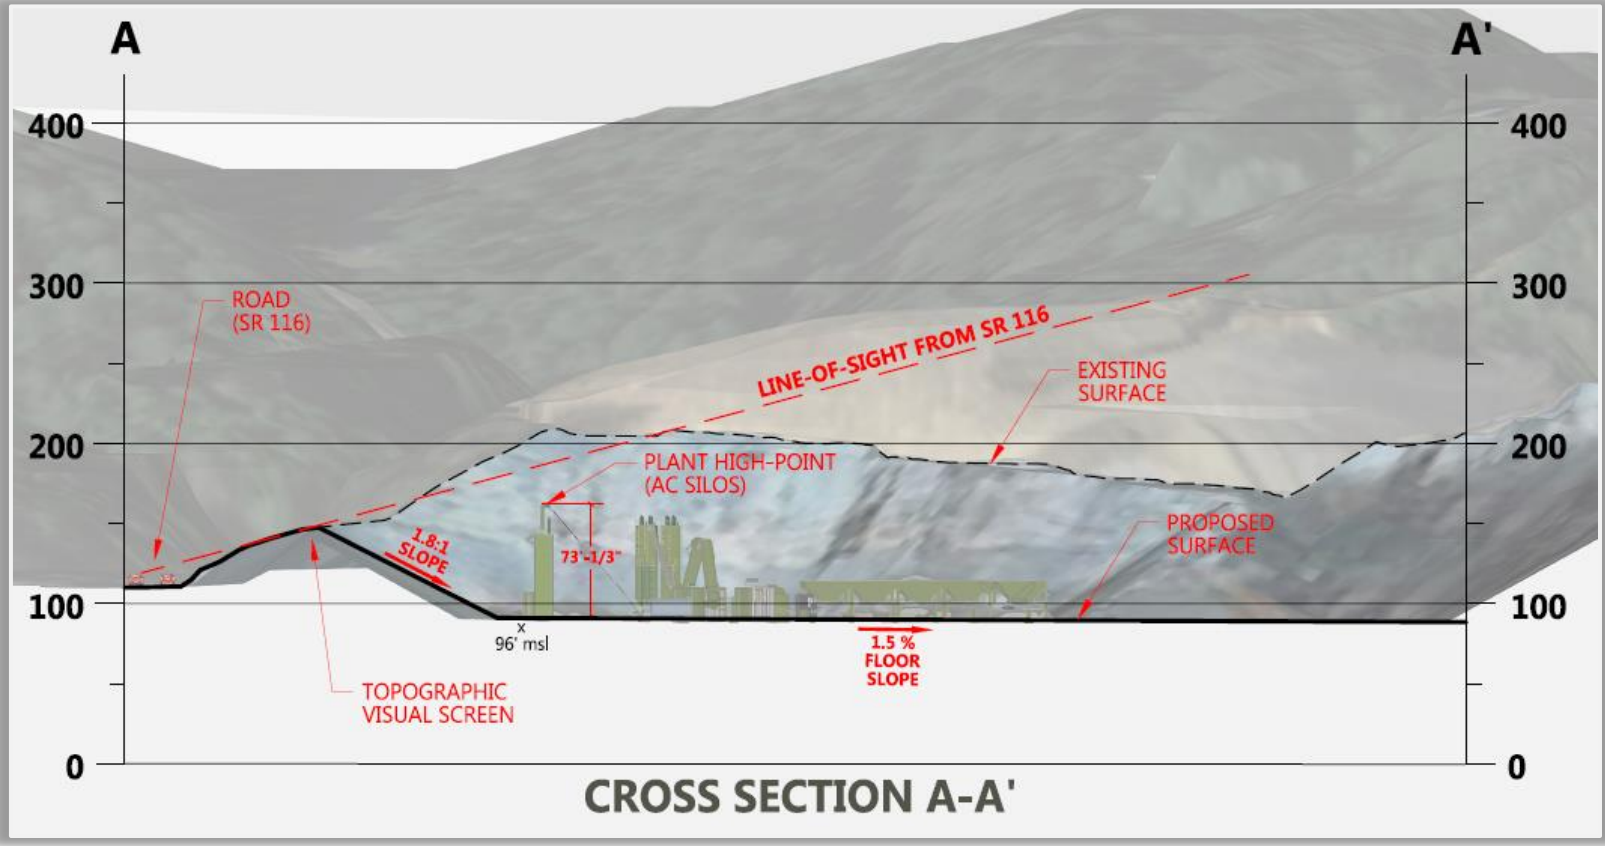 A
A'
400
400
300
300
ROAD
(SR 116)
LINE-OF-SIGHT FROM SR 116
EXISTING
SURFACE
200
200
PLANT HIGH-POINT
(AC SILOS)
1.8:1
SLOPE
73'-1/3"
PROPOSED
SURFACE
100
100
x
96' msl
1.5 %
FLOOR
SLOPE
TOPOGRAPHIC
VISUAL SCREEN
0
0
CROSS SECTION A-A'